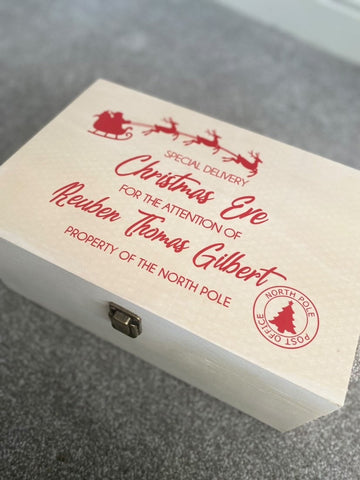 SPECIAL DELIVERY
Christmas Eve
FOR THE ATTENTION OF
Reuben Thomas Gilbert
PROPERTY OF THE NORTH POLE
NORTH POLE
POST OFFICE